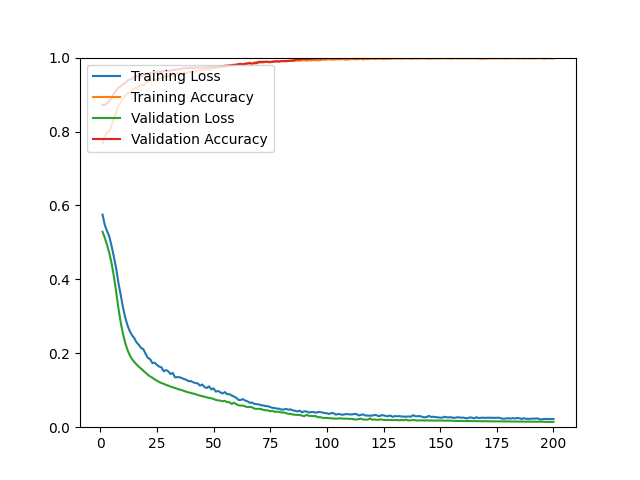 1.0
0.8
0.6
0.4
0.2
0.0
Training Loss
Training Accuracy
Validation Loss
Validation Accuracy
0 25 50 75 100 125 150 175 200